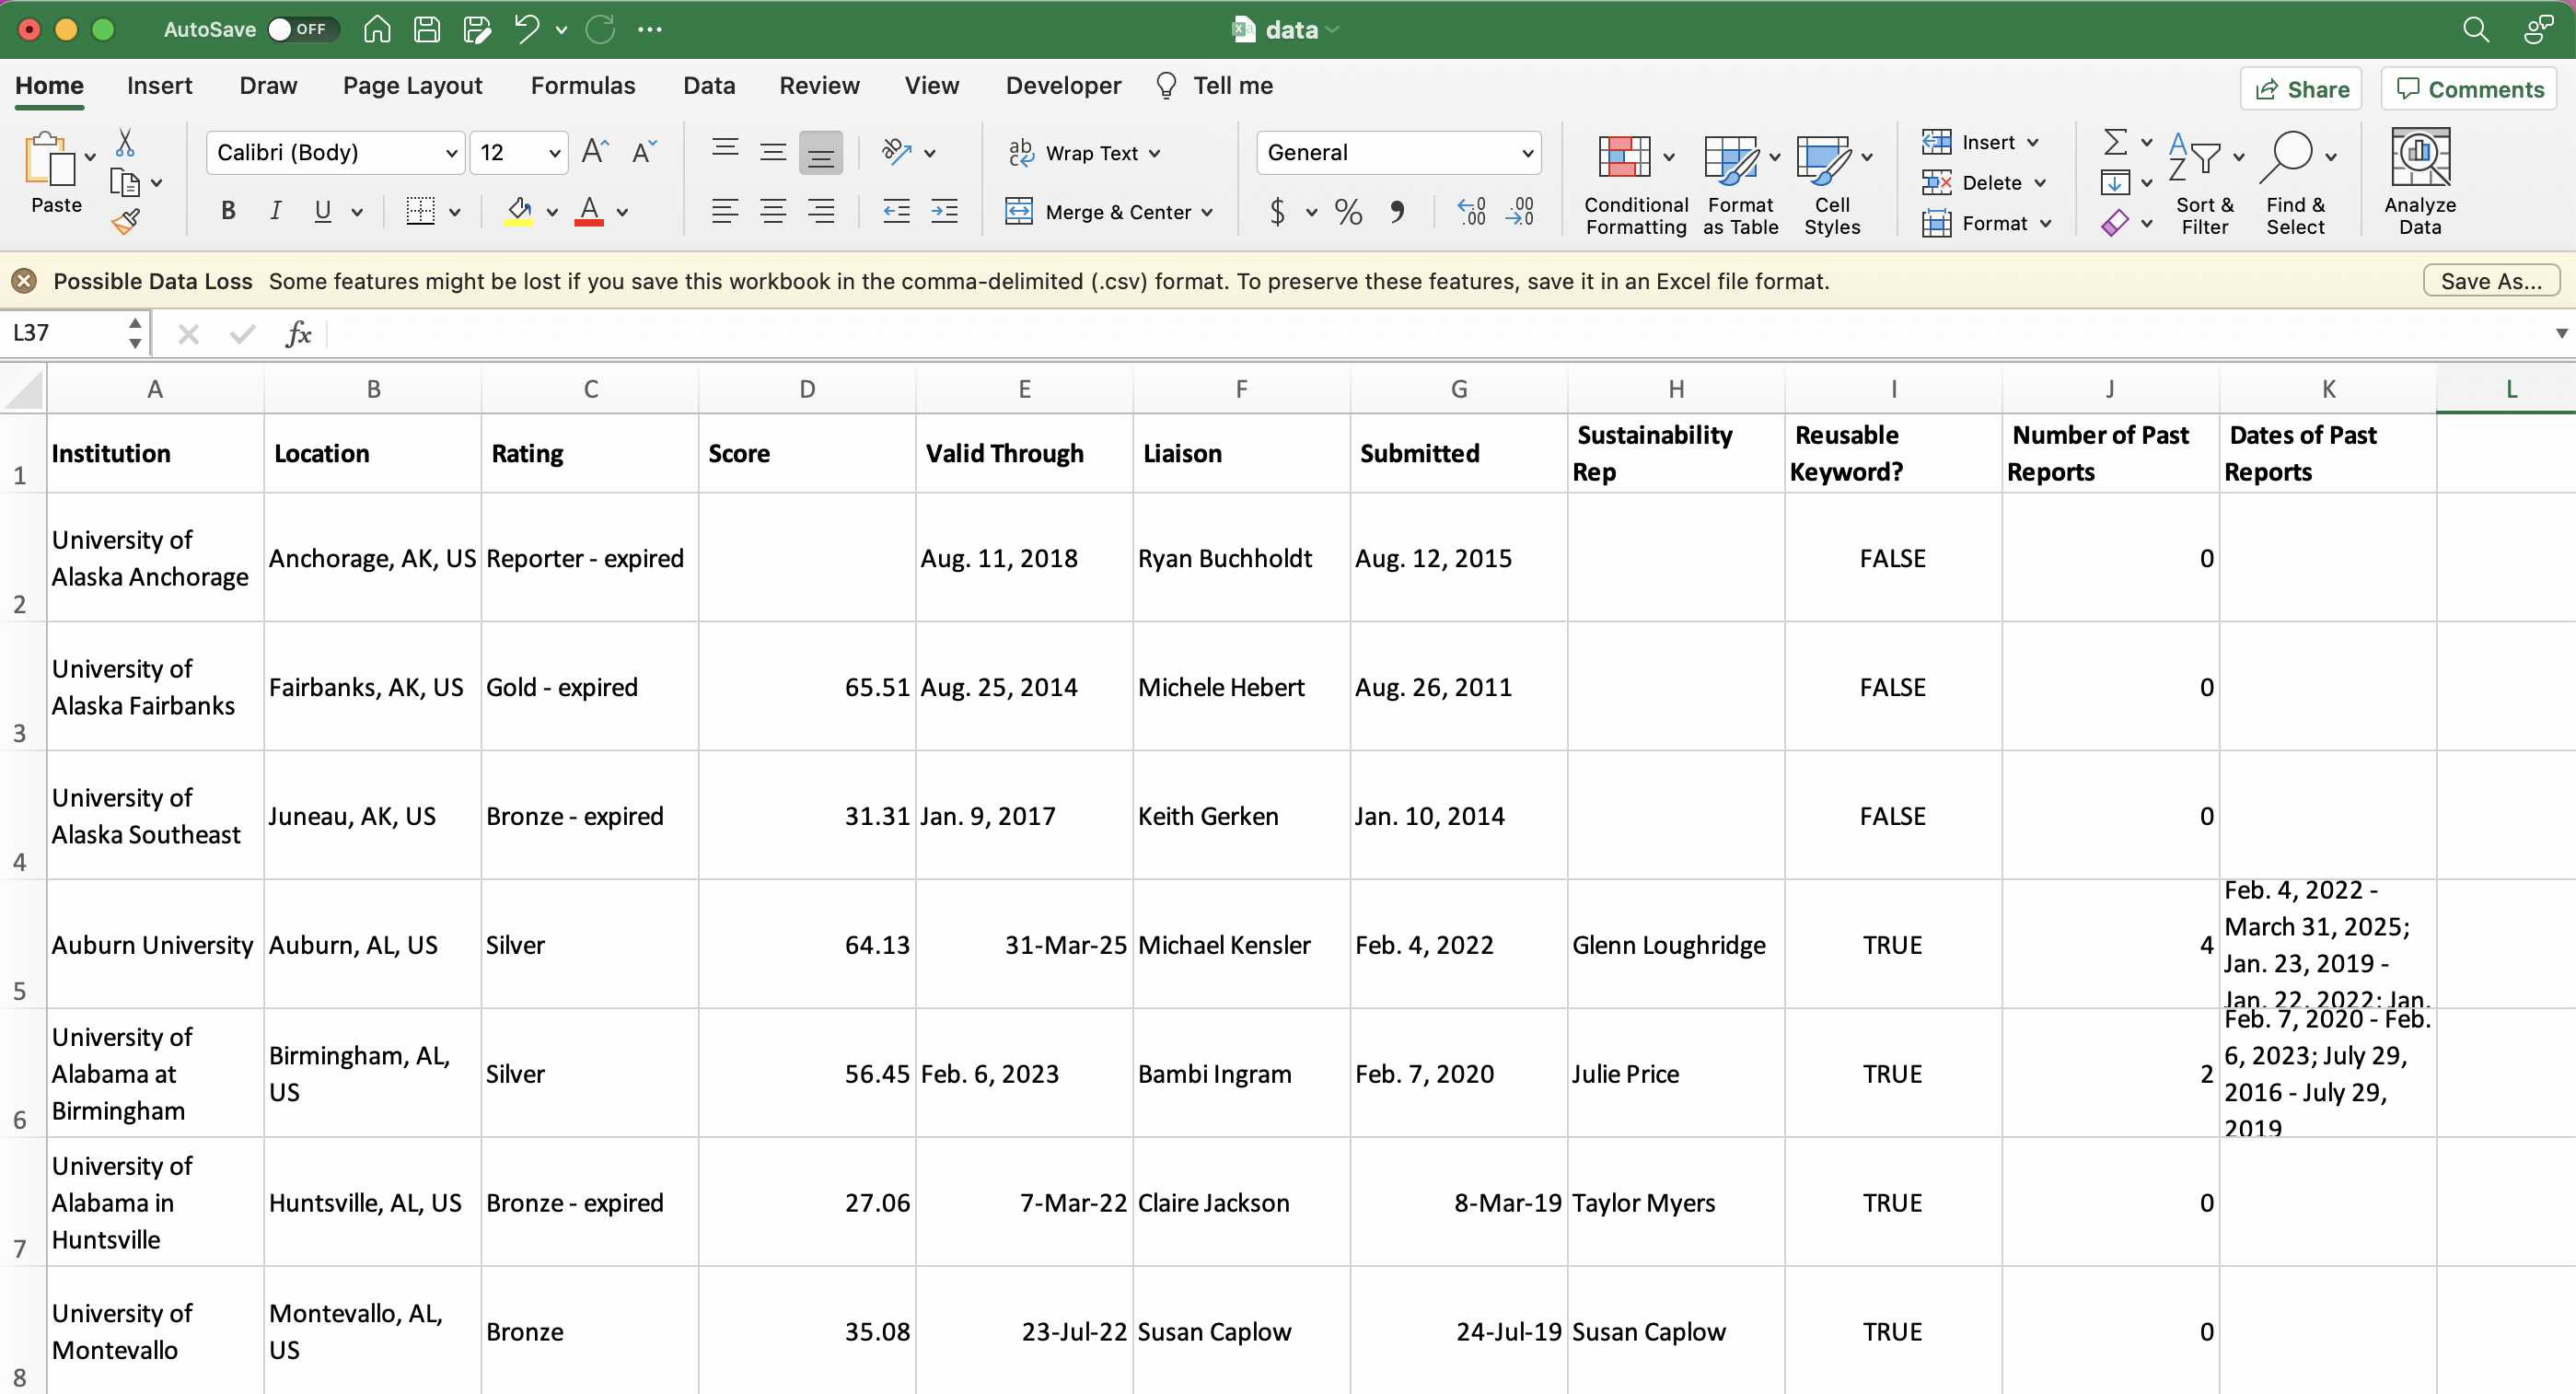 AutoSave OFF data
Home Insert Draw Page Layout Formulas Data Review View Developer Tell me Share Comments
Paste Calibri (Body) 12 Wrap Text General Conditional Formatting Format as Table Cell Styles Insert Sort & Filter Find & Select Analyze Data
B I U Merge & Center $ % Delete
Format
Possible Data Loss Some features might be lost if you save this workbook in the comma-delimited (.csv) format. To preserve these features, save it in an Excel file format. Save As...
L37 fx
A B C D E F G H I J K L
1 Institution Location Rating Score Valid Through Liaison Submitted Sustainability Rep Reusable Keyword? Number of Past Reports Dates of Past Reports
2 University of Alaska Anchorage Anchorage, AK, US Reporter - expired Aug. 11, 2018 Ryan Buchholdt Aug. 12, 2015 FALSE 0
3 University of Alaska Fairbanks Fairbanks, AK, US Gold - expired 65.51 Aug. 25, 2014 Michele Hebert Aug. 26, 2011 FALSE 0
4 University of Alaska Southeast Juneau, AK, US Bronze - expired 31.31 Jan. 9, 2017 Keith Gerken Jan. 10, 2014 FALSE 0
5 Auburn University Auburn, AL, US Silver 64.13 31-Mar-25 Michael Kensler Feb. 4, 2022 Glenn Loughridge TRUE 4 Feb. 4, 2022 - March 31, 2025; Jan. 23, 2019 - Jan. 22, 2022; Jan.
6 University of Alabama at Birmingham Birmingham, AL, US Silver 56.45 Feb. 6, 2023 Bambi Ingram Feb. 7, 2020 Julie Price TRUE 2 Feb. 7, 2020 - Feb. 6, 2023; July 29, 2016 - July 29, 2019
7 University of Alabama in Huntsville Huntsville, AL, US Bronze - expired 27.06 7-Mar-22 Claire Jackson 8-Mar-19 Taylor Myers TRUE 0
8 University of Montevallo Montevallo, AL, US Bronze 35.08 23-Jul-22 Susan Caplow 24-Jul-19 Susan Caplow TRUE 0